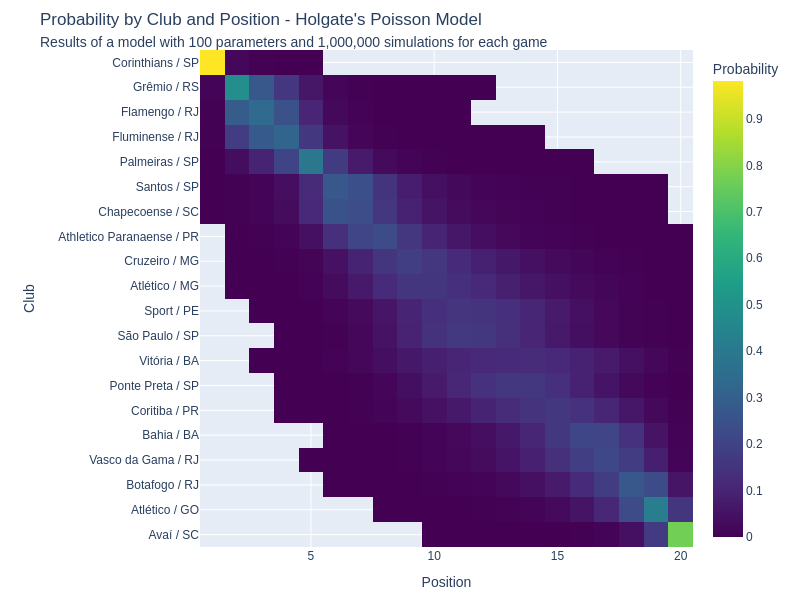 Probability by Club and Position - Holgate's Poisson Model
Results of a model with 100 parameters and 1,000,000 simulations for each game
Probability
Club
Corinthians / SP
Grêmio / RS
Flamengo / RJ
Fluminense / RJ
Palmeiras / SP
Santos / SP
Chapecoense / SC
Athletico Paranaense / PR
Cruzeiro / MG
Atlético / MG
Sport / PE
São Paulo / SP
Vitória / BA
Ponte Preta / SP
Coritiba / PR
Bahia / BA
Vasco da Gama / RJ
Botafogo / RJ
Atlético / GO
Avaí / SC
5 10 15 20
Position
0.9
0.8
0.7
0.6
0.5
0.4
0.3
0.2
0.1
0